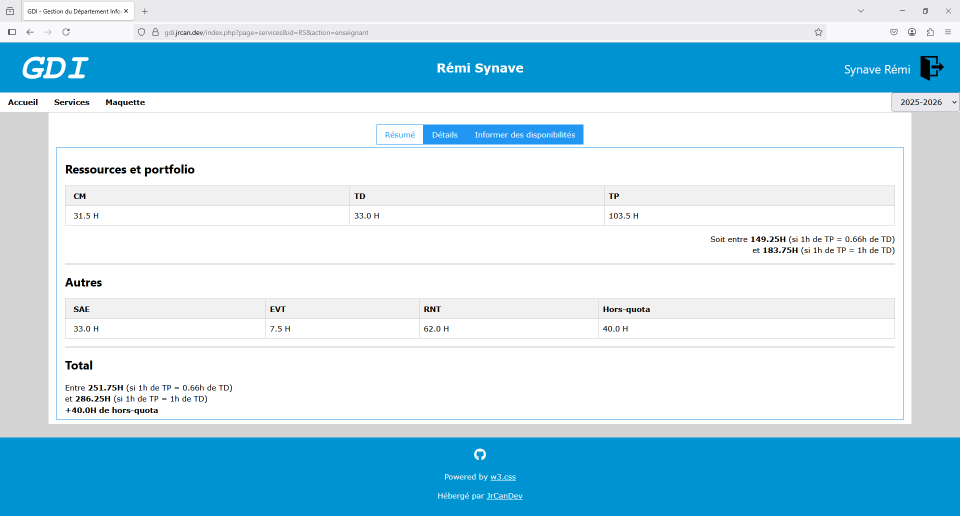 GDI - Gestion du Département Info
gdi.jrcan.dev/index.php?page=services&id=RS&action=enseignant
GDI
Rémi Synave
Synave Rémi
Accueil Services Maquette
2025-2026
Résumé Détails Informer des disponibilités
Ressources et portfolio
CM TD TP
31.5 H 33.0 H 103.5 H
Soit entre 149.25H (si 1h de TP = 0.66h de TD)
et 183.75H (si 1h de TP = 1h de TD)
Autres
SAE EVT RNT Hors-quota
33.0 H 7.5 H 62.0 H 40.0 H
Total
Entre 251.75H (si 1h de TP = 0.66h de TD)
et 286.25H (si 1h de TP = 1h de TD)
+40.0H de hors-quota
Powered by w3.css
Hébergé par JrCanDev